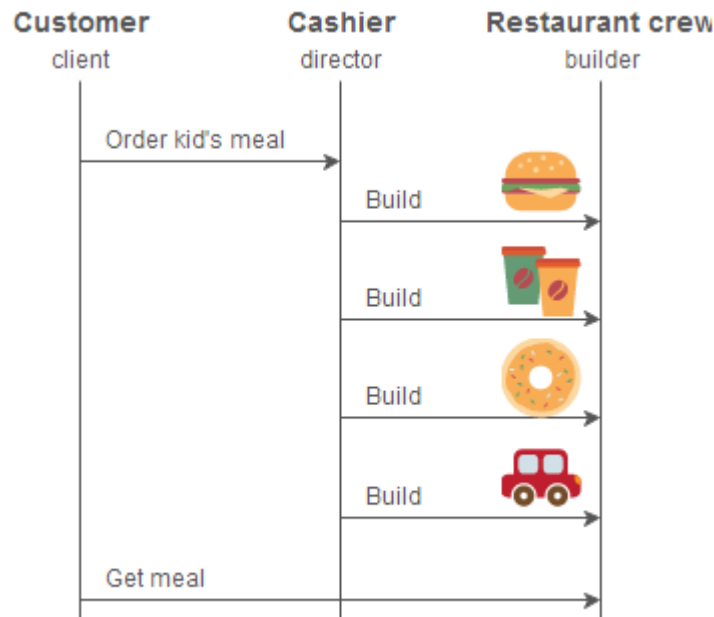 Customer Cashier Restaurant crew
client director builder
Order kid's meal
Build
Build
Build
Build
Get meal